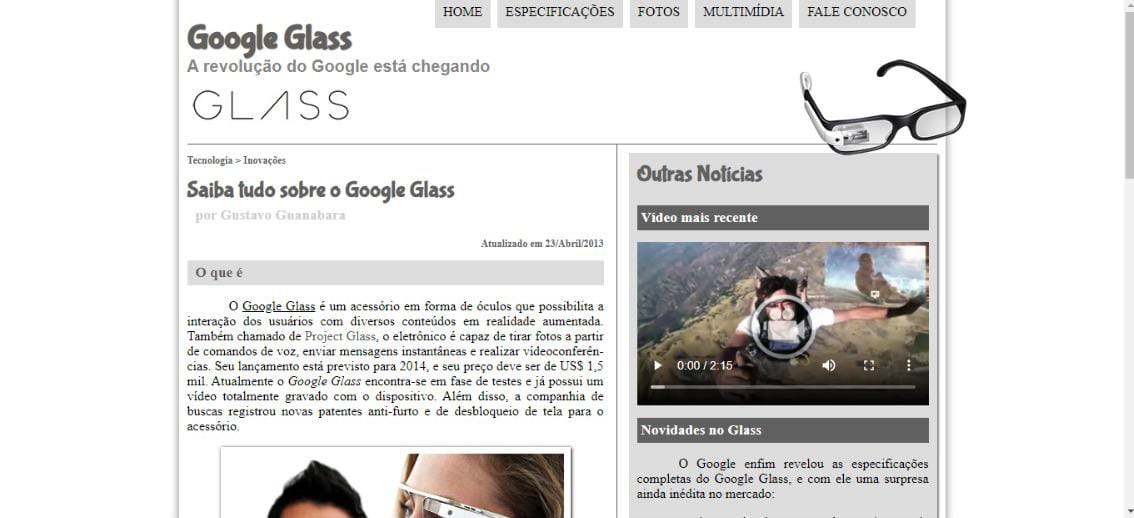 HOME ESPECIFICAÇÕES FOTOS MULTIMÍDIA FALE CONOSCO
Google Glass
A revolução do Google está chegando
GLASS
Tecnologia > Inovações
Saiba tudo sobre o Google Glass
por Gustavo Guanabara
Atualizado em 23/Abril/2013
O que é
O Google Glass é um acessório em forma de óculos que possibilita a
interação dos usuários com diversos conteúdos em realidade aumentada.
Também chamado de Project Glass, o eletrônico é capaz de tirar fotos a partir
de comandos de voz, enviar mensagens instantâneas e realizar vídeoconferên-
cias. Seu lançamento está previsto para 2014, e seu preço deve ser de US$ 1,5
mil. Atualmente o Google Glass encontra-se em fase de testes e já possui um
vídeo totalmente gravado com o dispositivo. Além disso, a companhia de
buscas registrou novas patentes anti-furto e de desbloqueio de tela para o
acessório.
Outras Notícias
Vídeo mais recente
0:00 / 2:15
Novidades no Glass
O Google enfim revelou as especificações
completas do Google Glass, e com ele uma surpresa
ainda inédita no mercado: